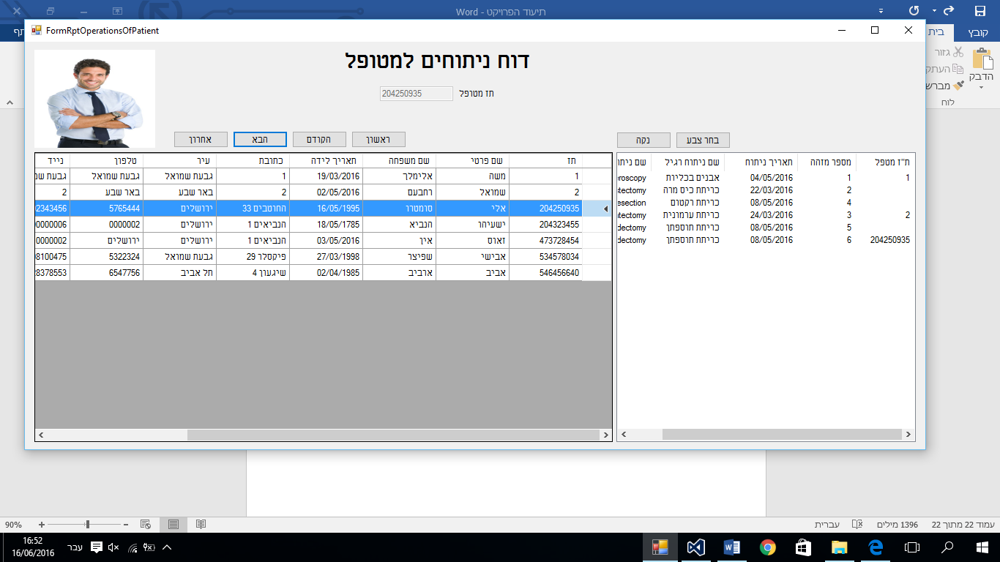 תיעוד הפרויקט - Word
קובץ
בית
גזור
העתק
הדבק
מברש
לוח
FormRptOperationsOfPatient
דוח ניתוחים למטופל
תז מטופל 204250935
ראשון הקודם הבא אחרון
בחר צבע נקה
תז שם פרטי שם משפחה תאריך לידה כתובת עיר טלפון נייד
1 משה אלימלך 19/03/2016 1 גבעת שמואל גבעת שמואל גבעת שמ
2 שמואל רחבעם 02/05/2016 2 באר שבע באר שבע 2
204250935 אלי סומטרו 16/05/1995 החוטבים 33 ירושלים 5765444 2343456
204323455 ישעיהו הנביא 18/05/1785 הנביאים 1 ירושלים 0000002 0000006
473728454 זאוס איך 03/05/2016 הנביאים 1 ירושלים ירושלים 0000002
534578034 אבישי שפיצר 27/03/1998 פיקסלר 29 גבעת שמואל 5322324 8100475
546456640 אביב ארביב 02/04/1985 שיגעון 4 תל אביב 6547756 8378553
ת"ז מטפל מספר מזהה תאריך ניתוח שם ניתוח רגיל שם ניתוח
1 1 04/05/2016 אבנים בכליות eroscopy
2 22/03/2016 כריתת כיס מרה stectomy
4 08/05/2016 כריתת רקטום esection
2 3 24/03/2016 כריתת ערמונית atectomy
5 08/05/2016 כריתת תוספתן dectomy
204250935 6 08/05/2016 כריתת תוספתן dectomy
עמוד 22 מתוך 22 1396 מילים עברית
90%
16:52
עבר
16/06/2016